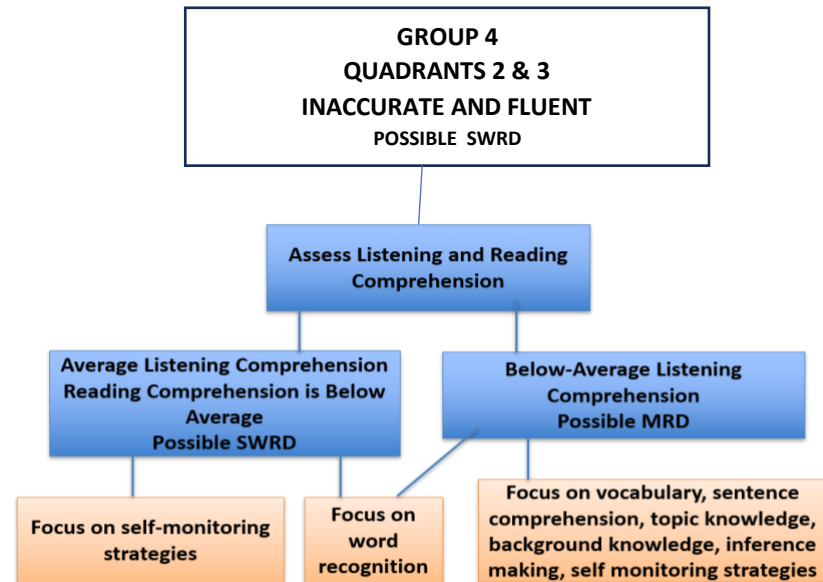 GROUP 4
QUADRANTS 2 & 3
INACCURATE AND FLUENT
POSSIBLE SWRD
Assess Listening and Reading
Comprehension
Average Listening Comprehension
Reading Comprehension is Below
Average
Possible SWRD
Below-Average Listening
Comprehension
Possible MRD
Focus on self-monitoring
strategies
Focus on
word
recognition
Focus on vocabulary, sentence
comprehension, topic knowledge,
background knowledge, inference
making, self monitoring strategies